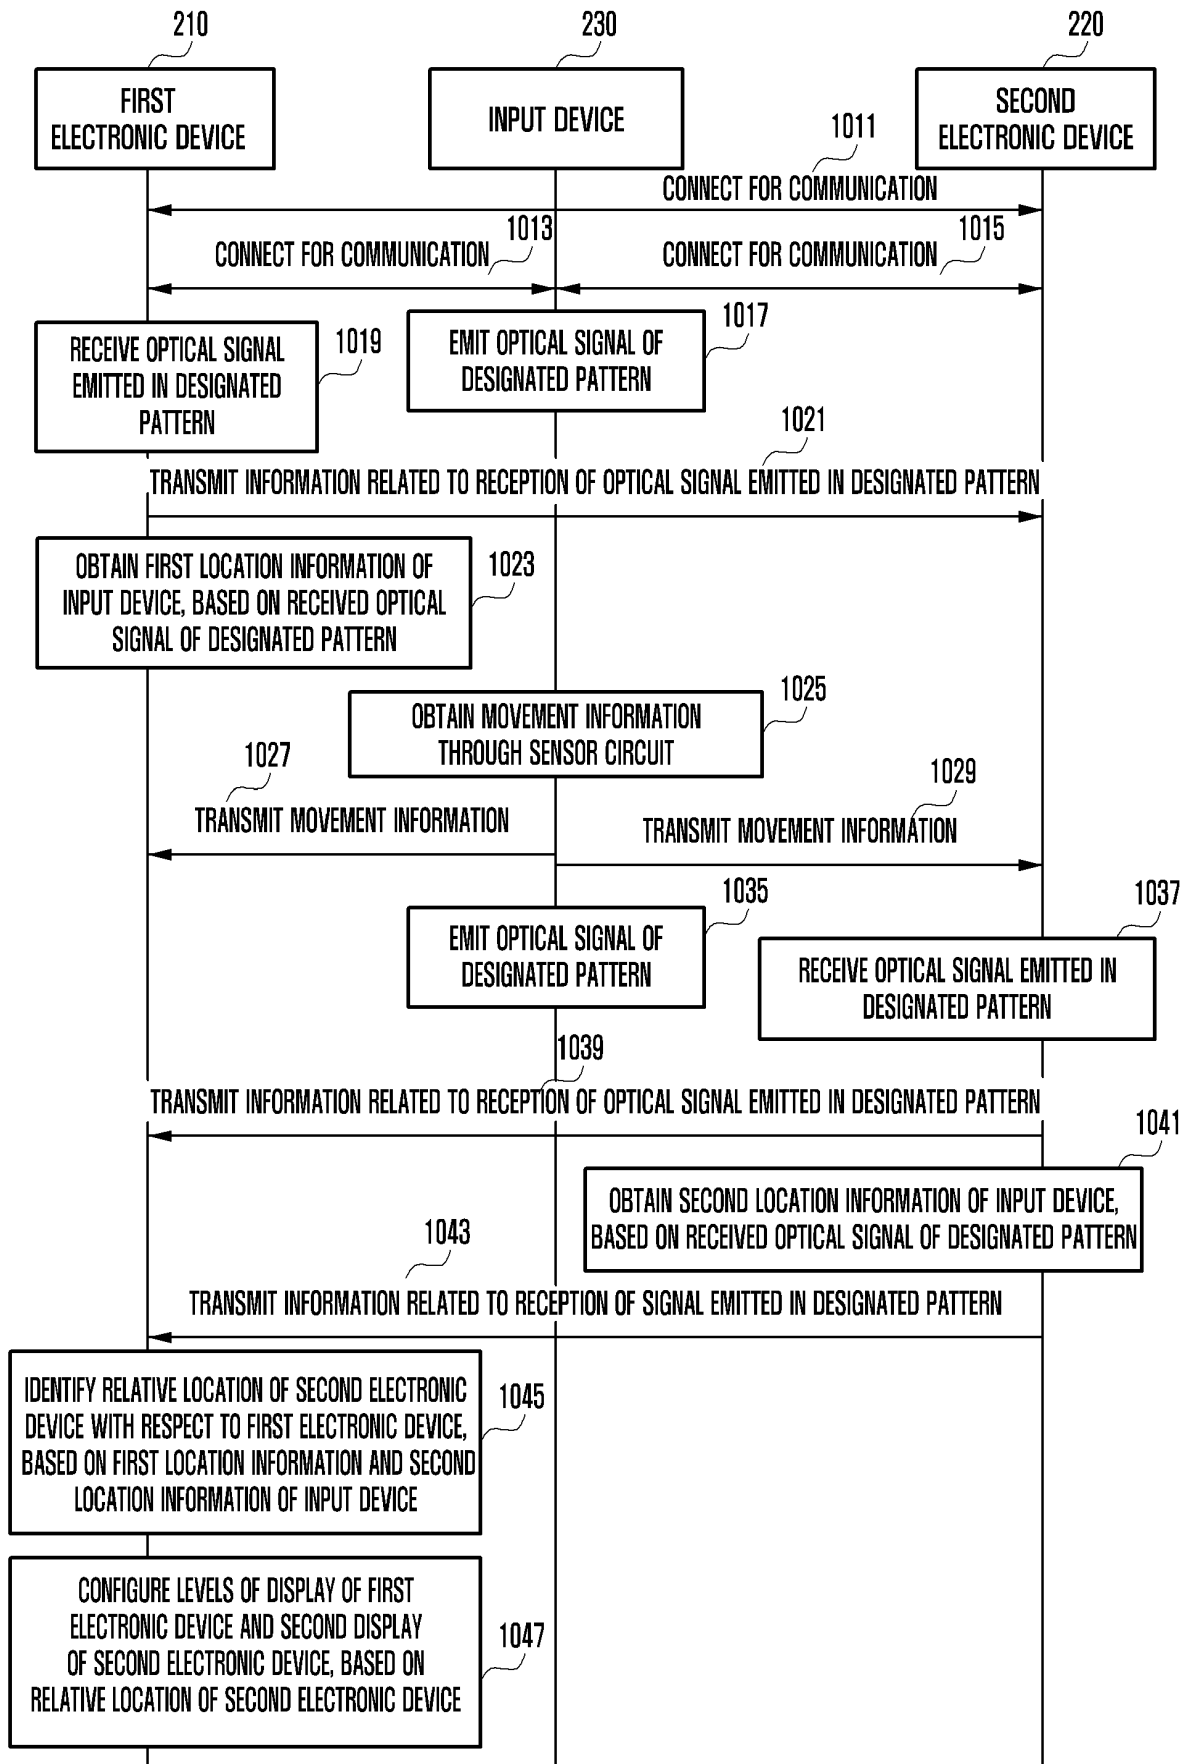 210
230
220
FIRST
ELECTRONIC DEVICE
INPUT DEVICE
SECOND
ELECTRONIC DEVICE
1011
CONNECT FOR COMMUNICATION
1013
CONNECT FOR COMMUNICATION
1015
CONNECT FOR COMMUNICATION
RECEIVE OPTICAL SIGNAL
EMITTED IN DESIGNATED
PATTERN
1019
EMIT OPTICAL SIGNAL OF
DESIGNATED PATTERN
1017
1021
TRANSMIT INFORMATION RELATED TO RECEPTION OF OPTICAL SIGNAL EMITTED IN DESIGNATED PATTERN
OBTAIN FIRST LOCATION INFORMATION OF
INPUT DEVICE, BASED ON RECEIVED OPTICAL
SIGNAL OF DESIGNATED PATTERN
1023
OBTAIN MOVEMENT INFORMATION
THROUGH SENSOR CIRCUIT
1025
1027
TRANSMIT MOVEMENT INFORMATION
1029
TRANSMIT MOVEMENT INFORMATION
EMIT OPTICAL SIGNAL OF
DESIGNATED PATTERN
1035
1037
RECEIVE OPTICAL SIGNAL EMITTED IN
DESIGNATED PATTERN
1039
TRANSMIT INFORMATION RELATED TO RECEPTION OF OPTICAL SIGNAL EMITTED IN DESIGNATED PATTERN
1041
OBTAIN SECOND LOCATION INFORMATION OF INPUT DEVICE,
BASED ON RECEIVED OPTICAL SIGNAL OF DESIGNATED PATTERN
1043
TRANSMIT INFORMATION RELATED TO RECEPTION OF SIGNAL EMITTED IN DESIGNATED PATTERN
IDENTIFY RELATIVE LOCATION OF SECOND ELECTRONIC
DEVICE WITH RESPECT TO FIRST ELECTRONIC DEVICE,
BASED ON FIRST LOCATION INFORMATION AND SECOND
LOCATION INFORMATION OF INPUT DEVICE
1045
CONFIGURE LEVELS OF DISPLAY OF FIRST
ELECTRONIC DEVICE AND SECOND DISPLAY
OF SECOND ELECTRONIC DEVICE, BASED ON
RELATIVE LOCATION OF SECOND ELECTRONIC DEVICE
1047